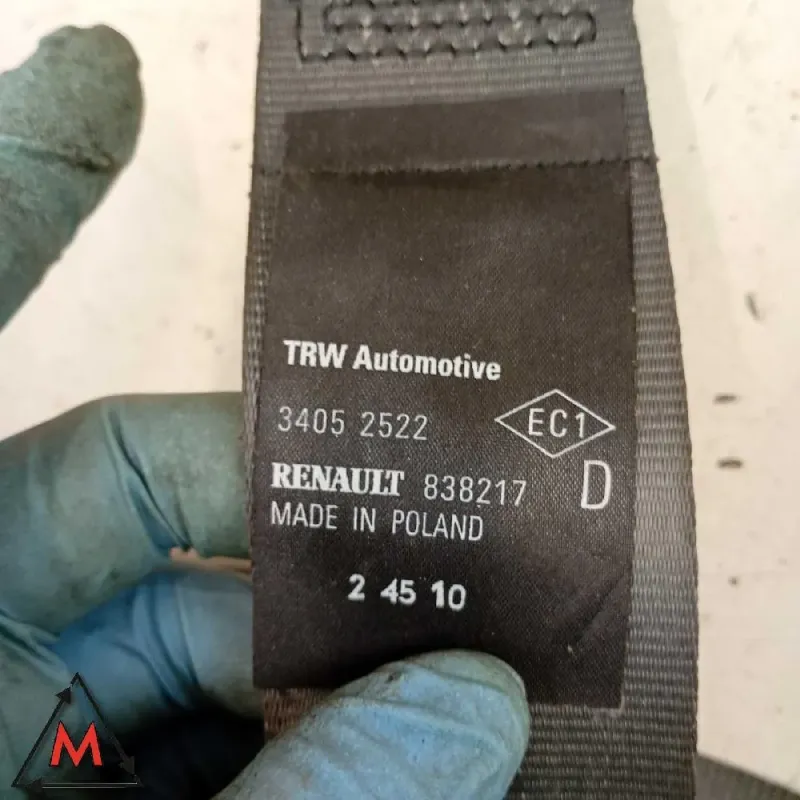 TRW Automotive
3405 2522 EC1
RENAULT 838217 D
MADE IN POLAND
2 45 10
M